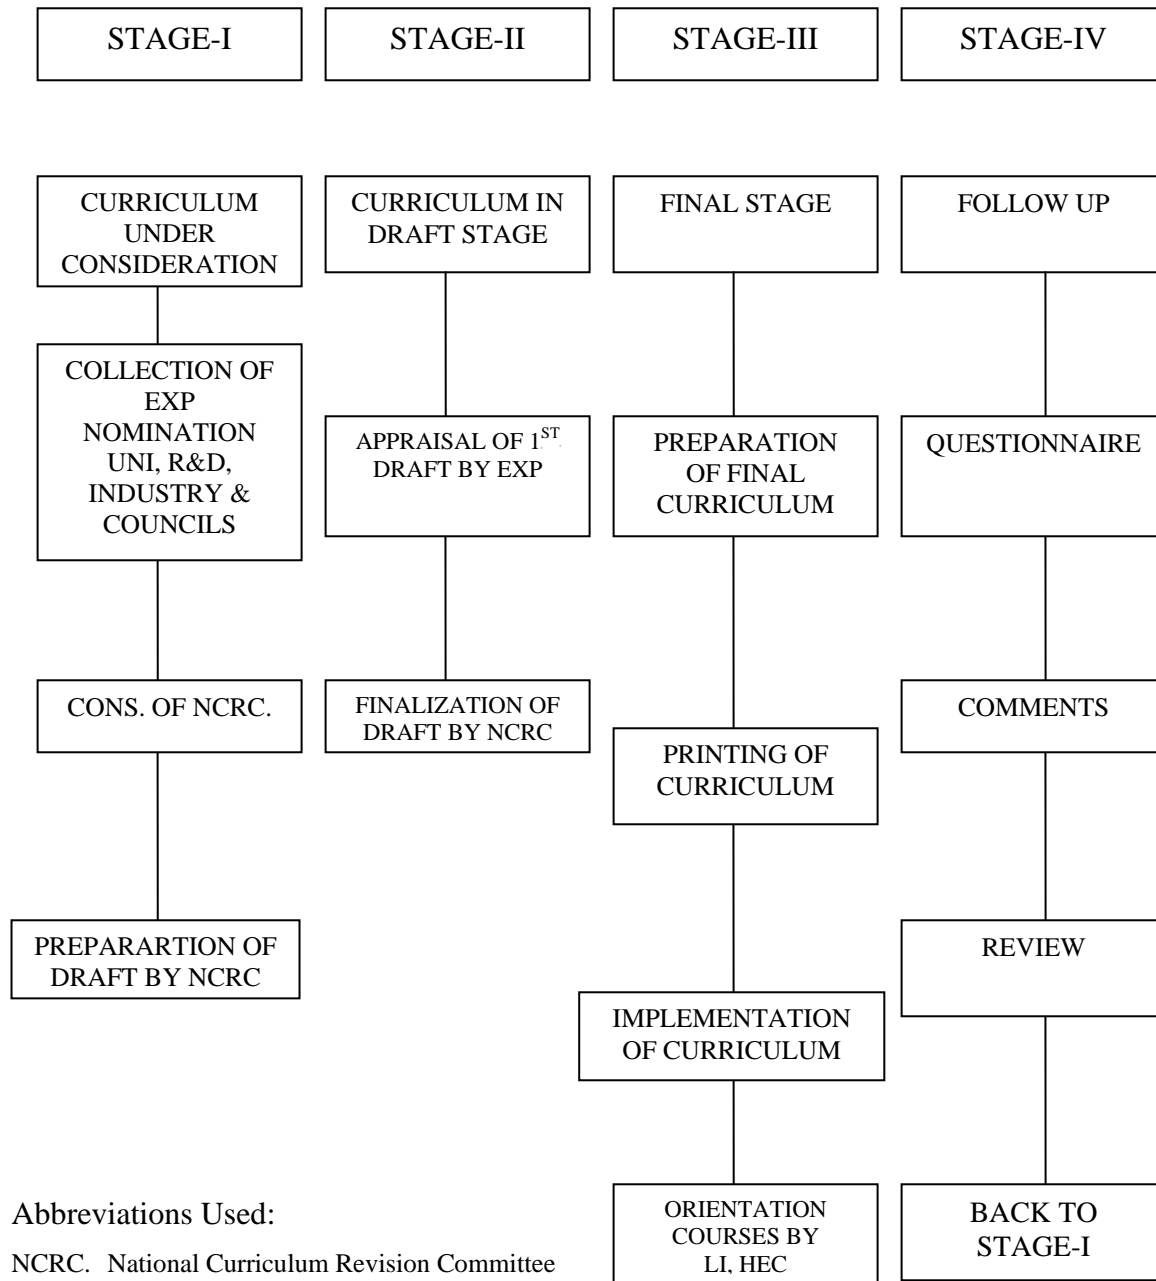 STAGE-I
STAGE-II
STAGE-III
STAGE-IV
CURRICULUM
UNDER
CONSIDERATION
COLLECTION OF
EXP
NOMINATION
UNI, R&D,
INDUSTRY &
COUNCILS
CONS. OF NCRC.
PREPARARTION OF
DRAFT BY NCRC
CURRICULUM IN
DRAFT STAGE
APPRAISAL OF 1ST.
DRAFT BY EXP
FINALIZATION OF
DRAFT BY NCRC
FINAL STAGE
PREPARATION
OF FINAL
CURRICULUM
PRINTING OF
CURRICULUM
IMPLEMENTATION
OF CURRICULUM
ORIENTATION
COURSES BY
LI, HEC
FOLLOW UP
QUESTIONNAIRE
COMMENTS
REVIEW
BACK TO
STAGE-I
Abbreviations Used:
NCRC. National Curriculum Revision Committee